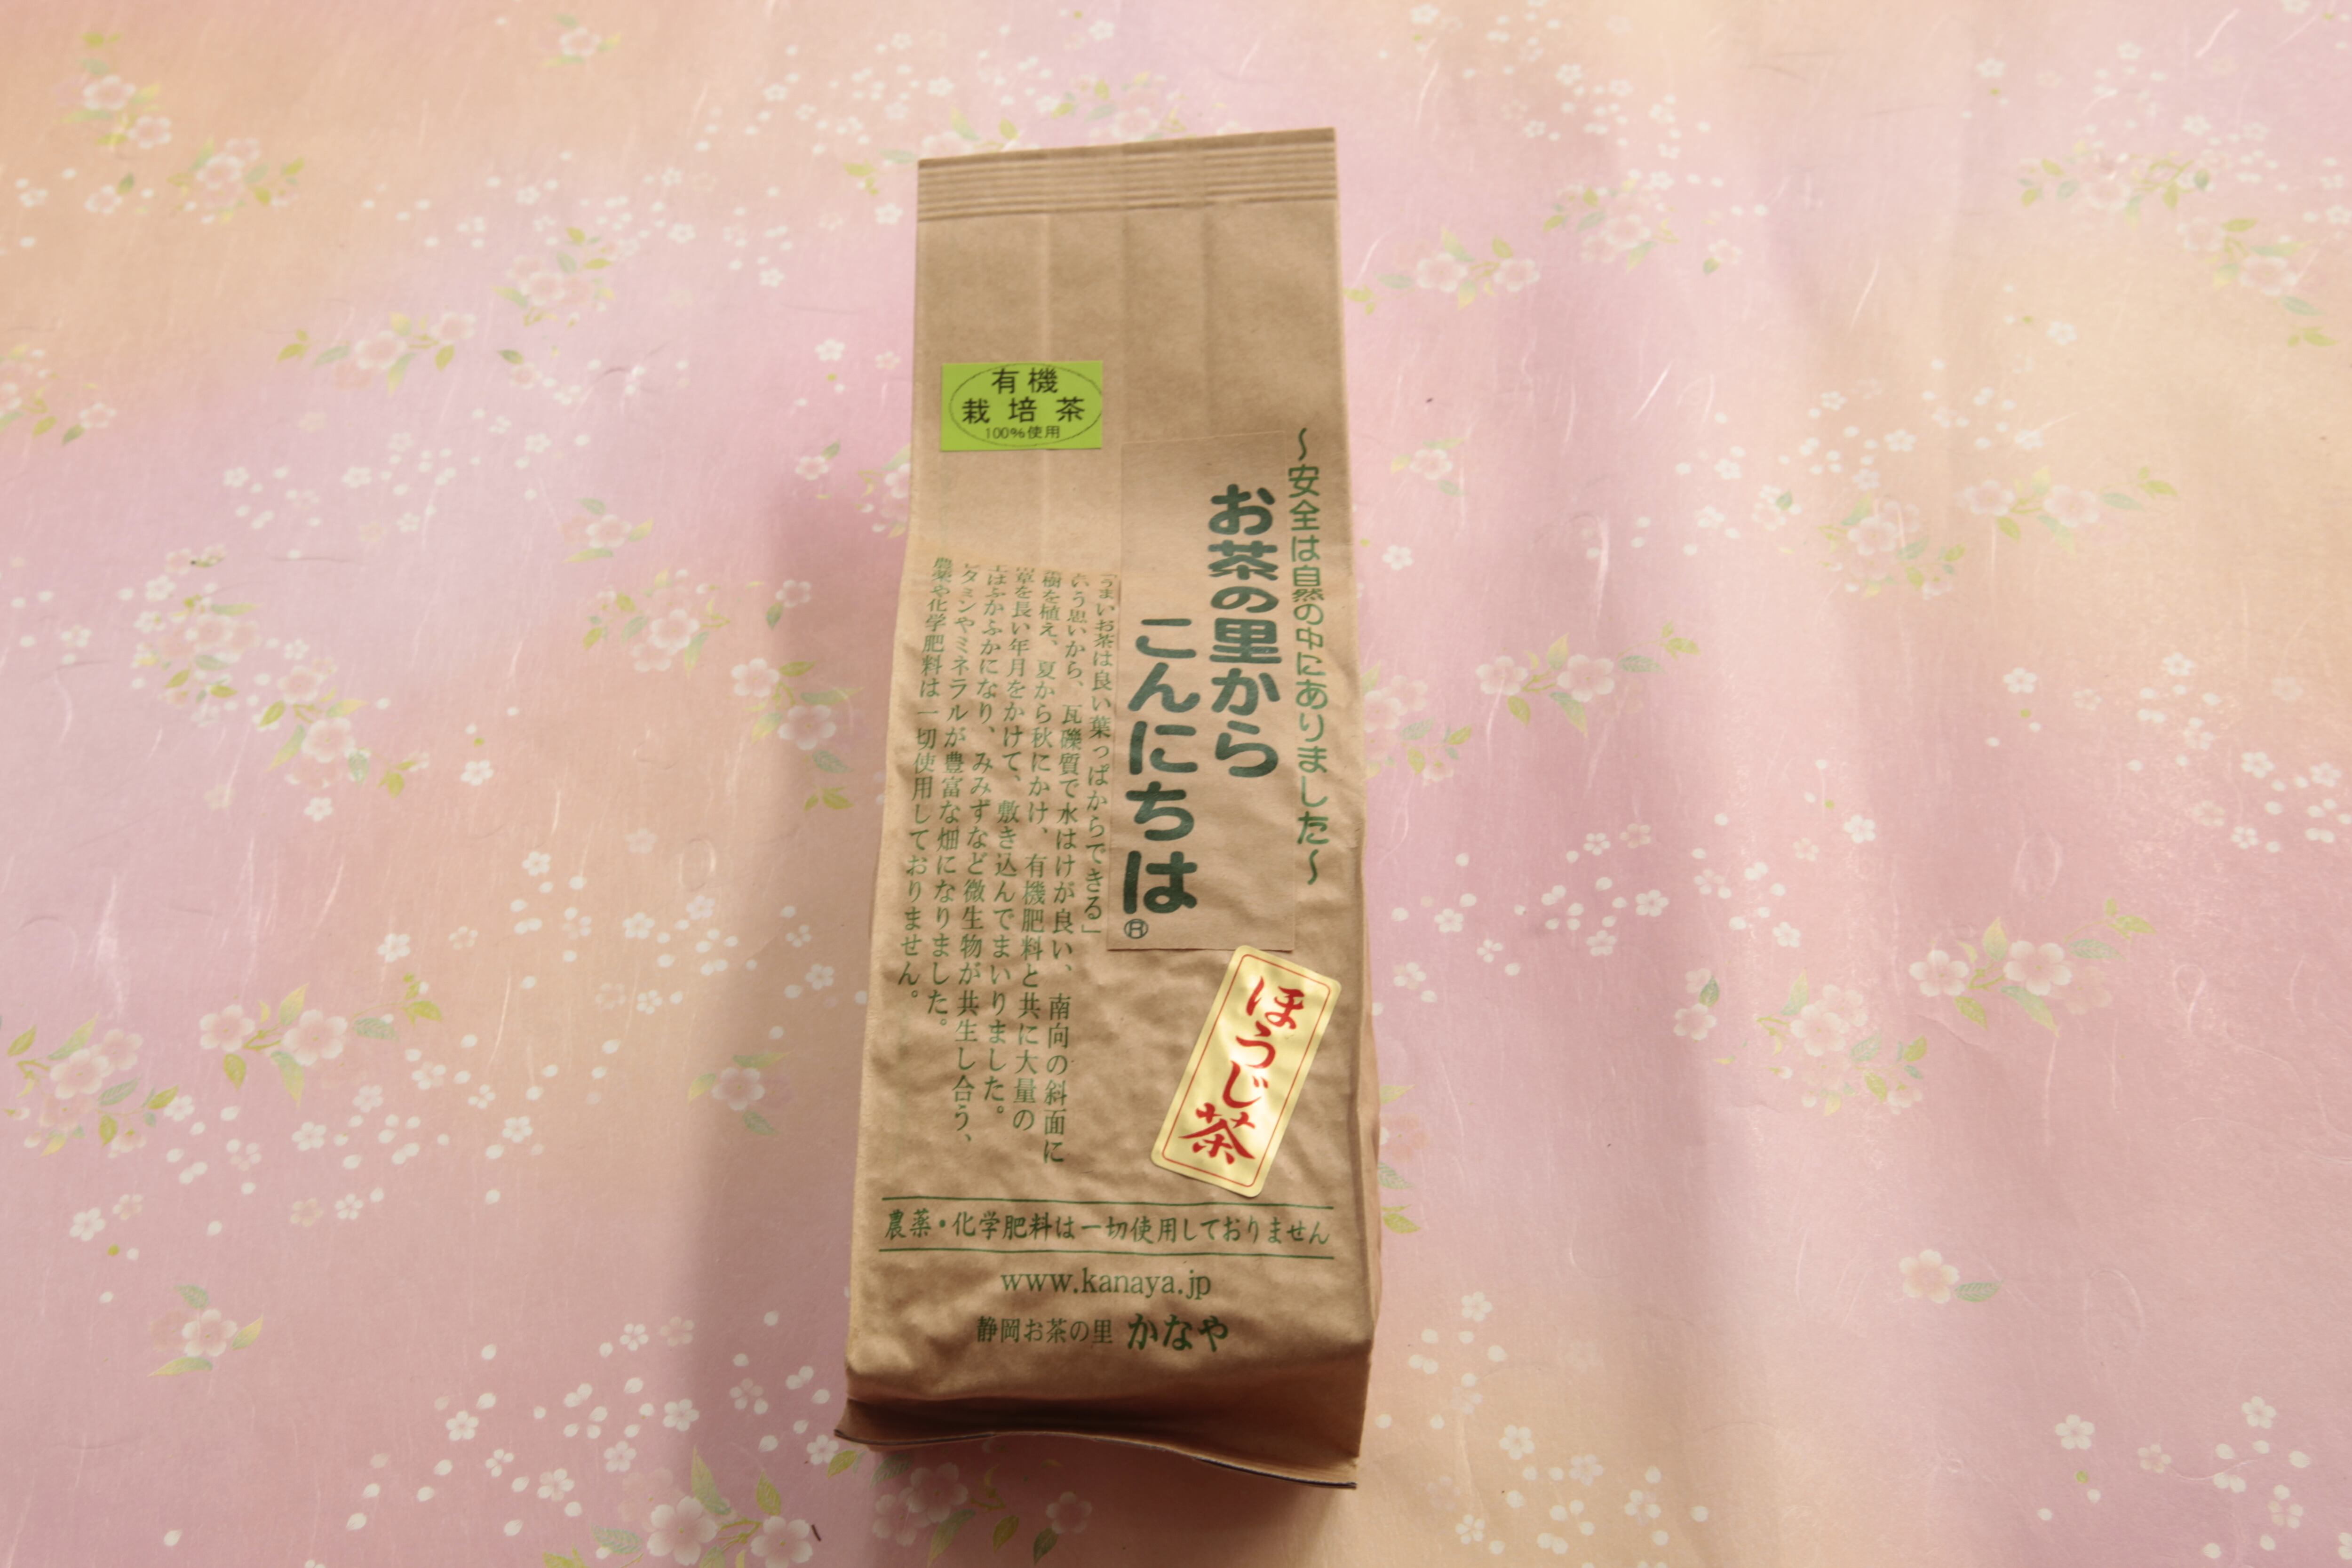 有機
栽培茶
100%使用
～安全は自然の中にありました～
お茶の里から
こんにちは®
「うまいお茶は良い葉っぱからできる」
いう思いから、瓦礫質で水はけが良い、南向の斜面に
樹を植え、夏から秋にかけ、有機肥料と共に大量の
草を長い年月をかけて、敷き込んでまいりました。
土はふかふかになり、みみずなど微生物が共生し合う、
ビタミンやミネラルが豊富な畑になりました。
農薬や化学肥料は一切使用しておりません。
ほうじ茶
農薬・化学肥料は一切使用しておりません
www.kanaya.jp
静岡お茶の里 かなや